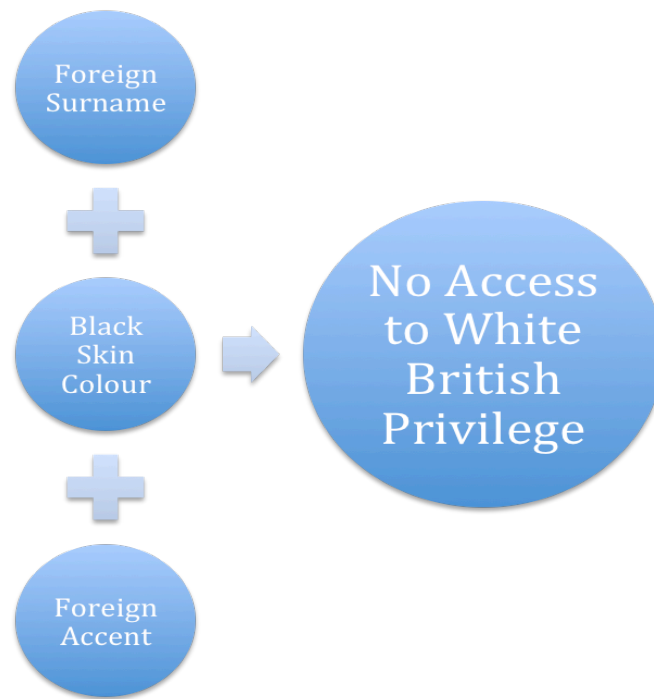 Foreign
Surname
Black
Skin
Colour
No Access
to White
British
Privilege
Foreign
Accent